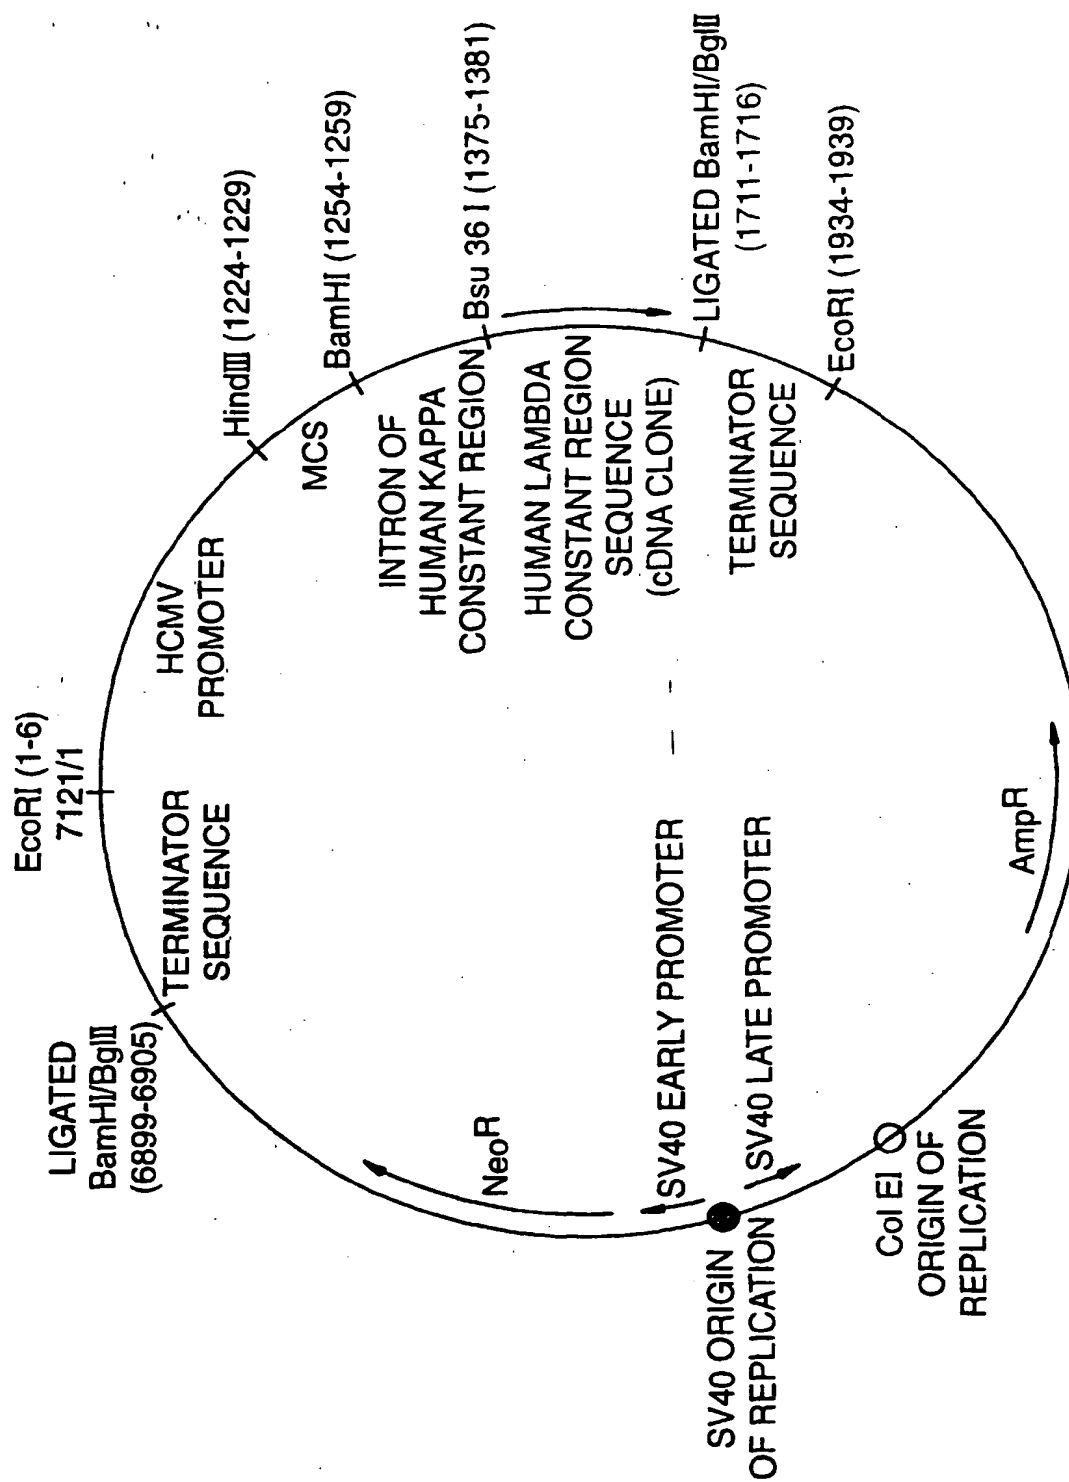 EcoRI (1-6)
7121/1
HindⅢ (1224-1229)
BamHI (1254-1259)
Bsu 36 I (1375-1381)
LIGATED BamHI/BglⅡ
(1711-1716)
EcoRI (1934-1939)
HCMV
PROMOTER
MCS
INTRON OF
HUMAN KAPPA
CONSTANT REGION
HUMAN LAMBDA
CONSTANT REGION
SEQUENCE
(cDNA CLONE)
TERMINATOR
SEQUENCE
AmpR
Col EI
ORIGIN OF
REPLICATION
SV40 LATE PROMOTER
SV40 EARLY PROMOTER
SV40 ORIGIN
OF REPLICATION
NeoR
LIGATED
BamHI/BglⅡ
(6899-6905)
TERMINATOR
SEQUENCE